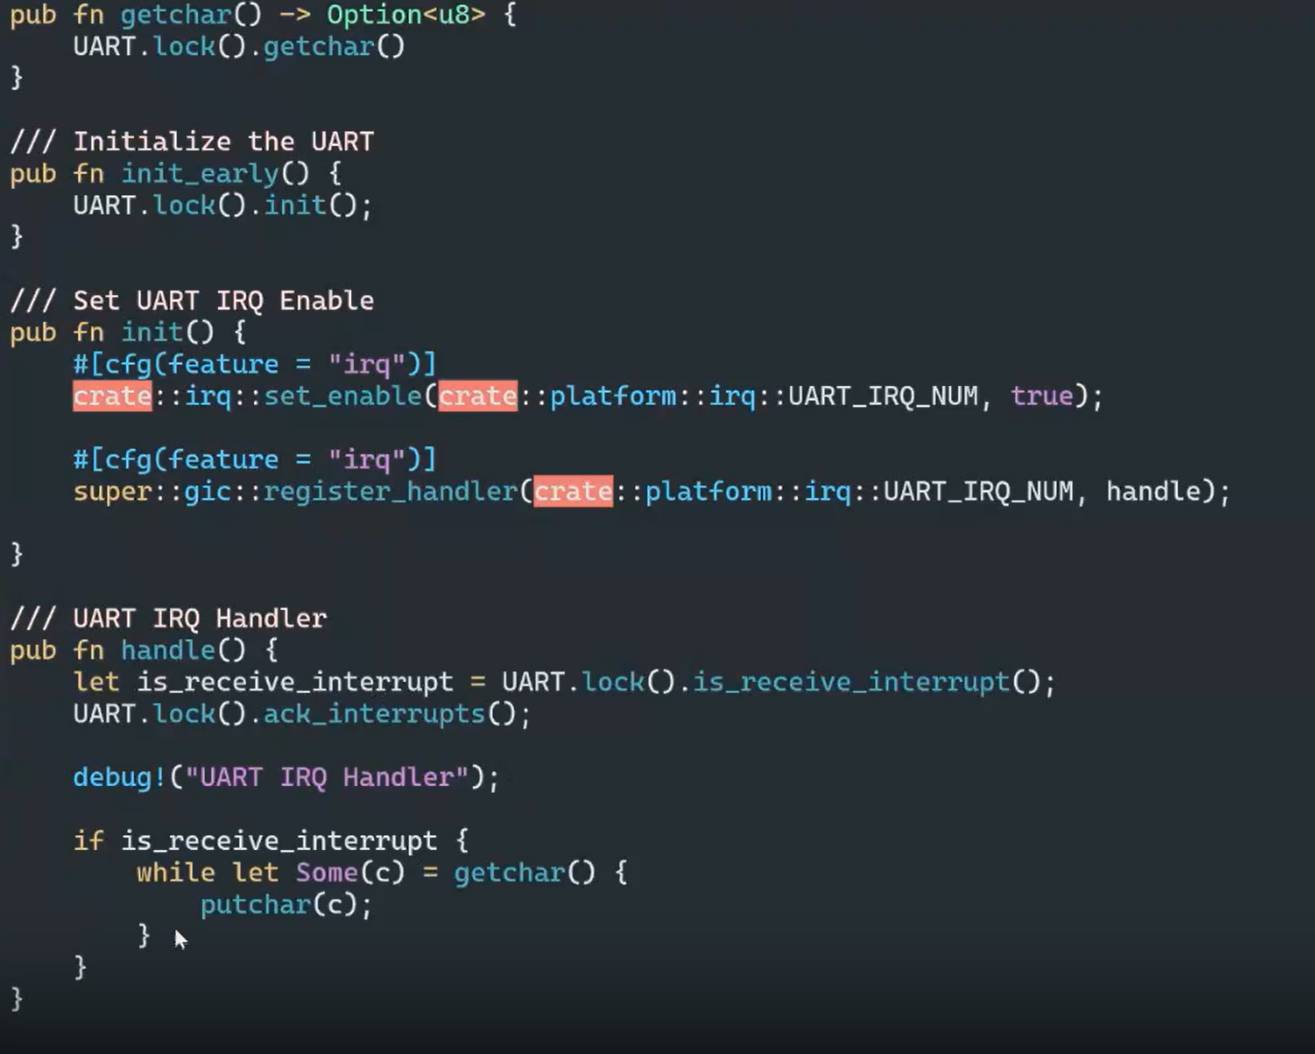 pub fn getchar() -> Option<u8> {
    UART.lock().getchar()
}

/// Initialize the UART
pub fn init_early() {
    UART.lock().init();
}

/// Set UART IRQ Enable
pub fn init() {
    #[cfg(feature = "irq")]
    crate::irq::set_enable(crate::platform::irq::UART_IRQ_NUM, true);

    #[cfg(feature = "irq")]
    super::gic::register_handler(crate::platform::irq::UART_IRQ_NUM, handle);

}

/// UART IRQ Handler
pub fn handle() {
    let is_receive_interrupt = UART.lock().is_receive_interrupt();
    UART.lock().ack_interrupts();

    debug!("UART IRQ Handler");

    if is_receive_interrupt {
        while let Some(c) = getchar() {
            putchar(c);
        }
    }
}